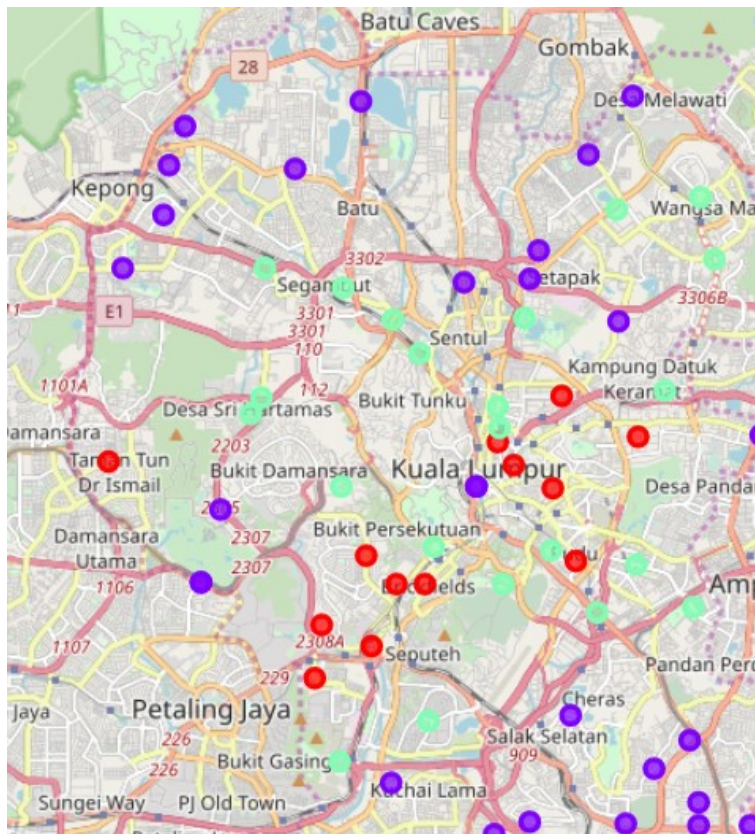 Batu Caves
Gombak
28
Desa Melawati
Kepong
Batu
Wangsa Ma
3302
Segambut
Setapak
3306B
11
E1
3301
3301
Sentul
110
Kampung Datuk
Keramat
1101A
112
Bukit Tunku
Desa Sri Hartamas
Damansara
2203
Taman Tun
Dr Ismail
Bukit Damansara
Kuala Lumpur
Desa Pandan
Damansara
Utama
2307
Bukit Persekutuan
2307
1106
Brickfields
Amp
1107
2308A
Seputeh
229
Pandan Perd
Jaya
Petaling Jaya
Cheras
226
Salak Selatan
226
Bukit Gasing
909
Sungei Way
PJ Old Town
Kuchai Lama